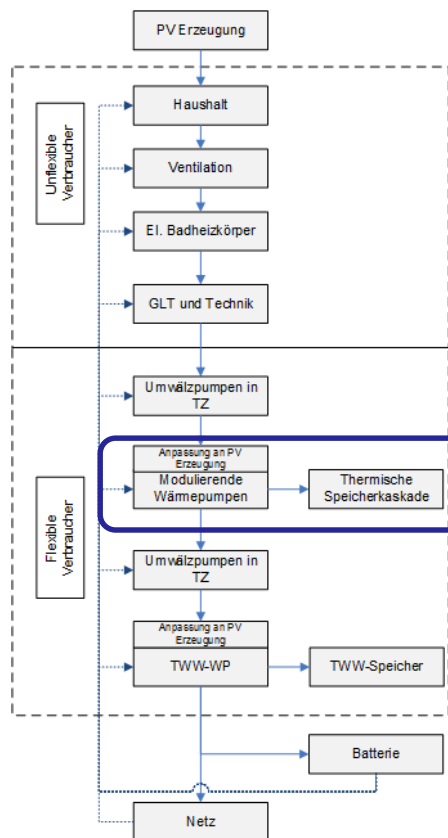 PV Erzeugung
Unflexible
Verbraucher
Haushalt
Ventilation
El. Badheizkörper
GLT und Technik
Flexible
Verbraucher
Umwälzpumpen in
TZ
Anpassung an PV
Erzeugung
Modulierende
Wärmepumpen
Thermische
Speicherkaskade
Umwälzpumpen in
TZ
Anpassung an PV
Erzeugung
TWW-WP
TWW-Speicher
Batterie
Netz